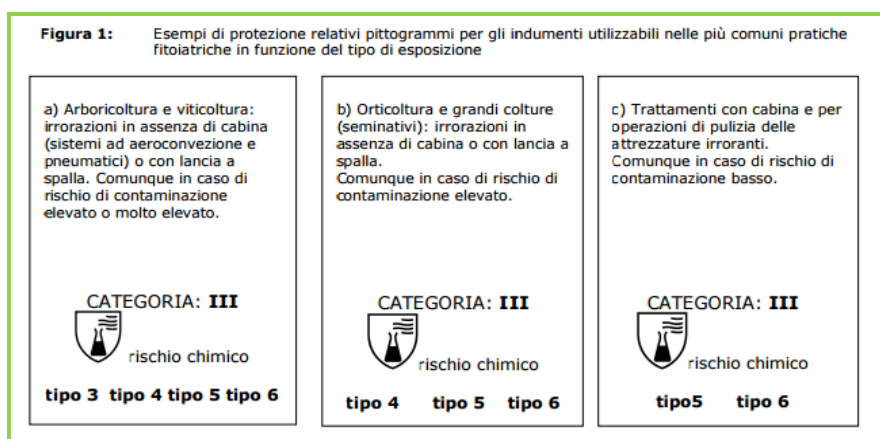 Figura 1: Esempi di protezione relativi pittogrammi per gli indumenti utilizzabili nelle più comuni pratiche
fitoiatriche in funzione del tipo di esposizione
a) Arboricoltura e viticoltura:
irrorazioni in assenza di cabina
(sistemi ad aeroconvezione e
pneumatici) o con lancia a
spalla. Comunque in caso di
rischio di contaminazione
elevato o molto elevato.
CATEGORIA: III
rischio chimico
tipo 3 tipo 4 tipo 5 tipo 6
b) Orticoltura e grandi colture
(seminativi): irrorazioni in
assenza di cabina o con lancia a
spalla.
Comunque in caso di rischio di
contaminazione elevato.
CATEGORIA: III
rischio chimico
tipo 4 tipo 5 tipo 6
c) Trattamenti con cabina e per
operazioni di pulizia delle
attrezzature irroranti.
Comunque in caso di rischio di
contaminazione basso.
CATEGORIA: III
rischio chimico
tipo5 tipo 6